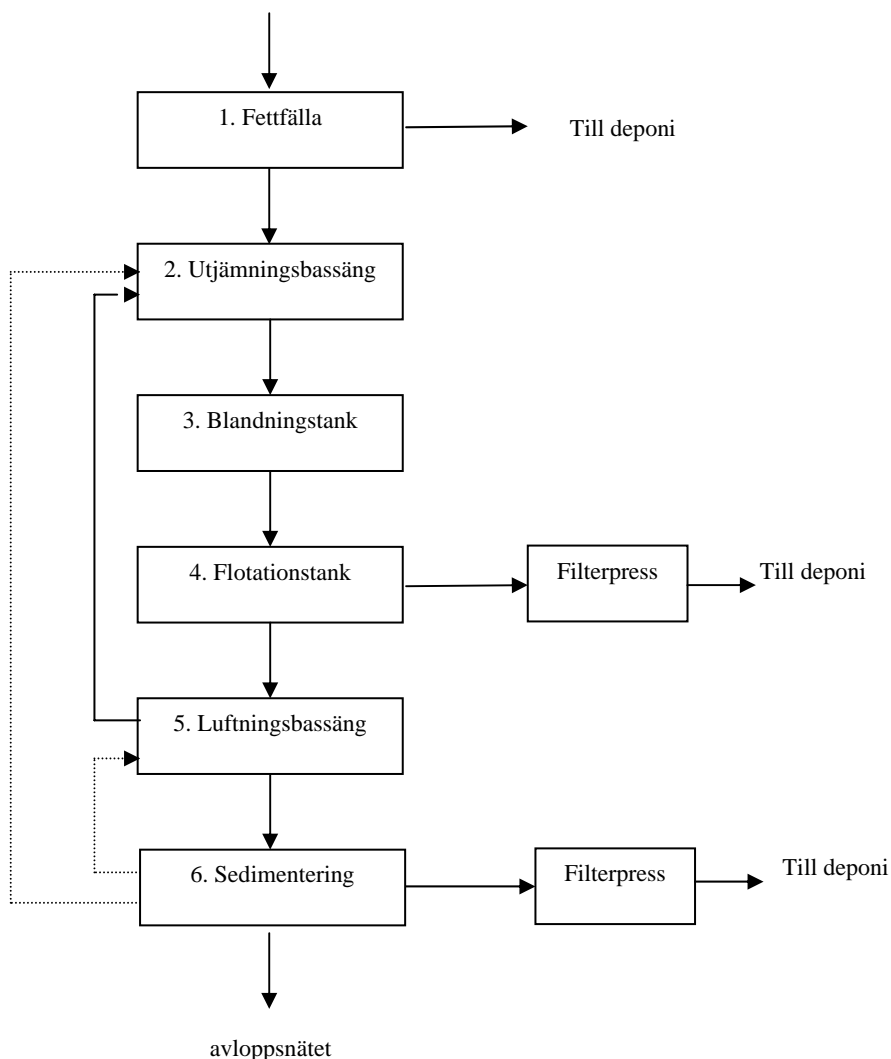 1. Fettfälla
Till deponi
2. Utjämningsbassäng
3. Blandningstank
4. Flotationstank
Filterpress
Till deponi
5. Luftningsbassäng
6. Sedimentering
Filterpress
Till deponi
avloppsnätet